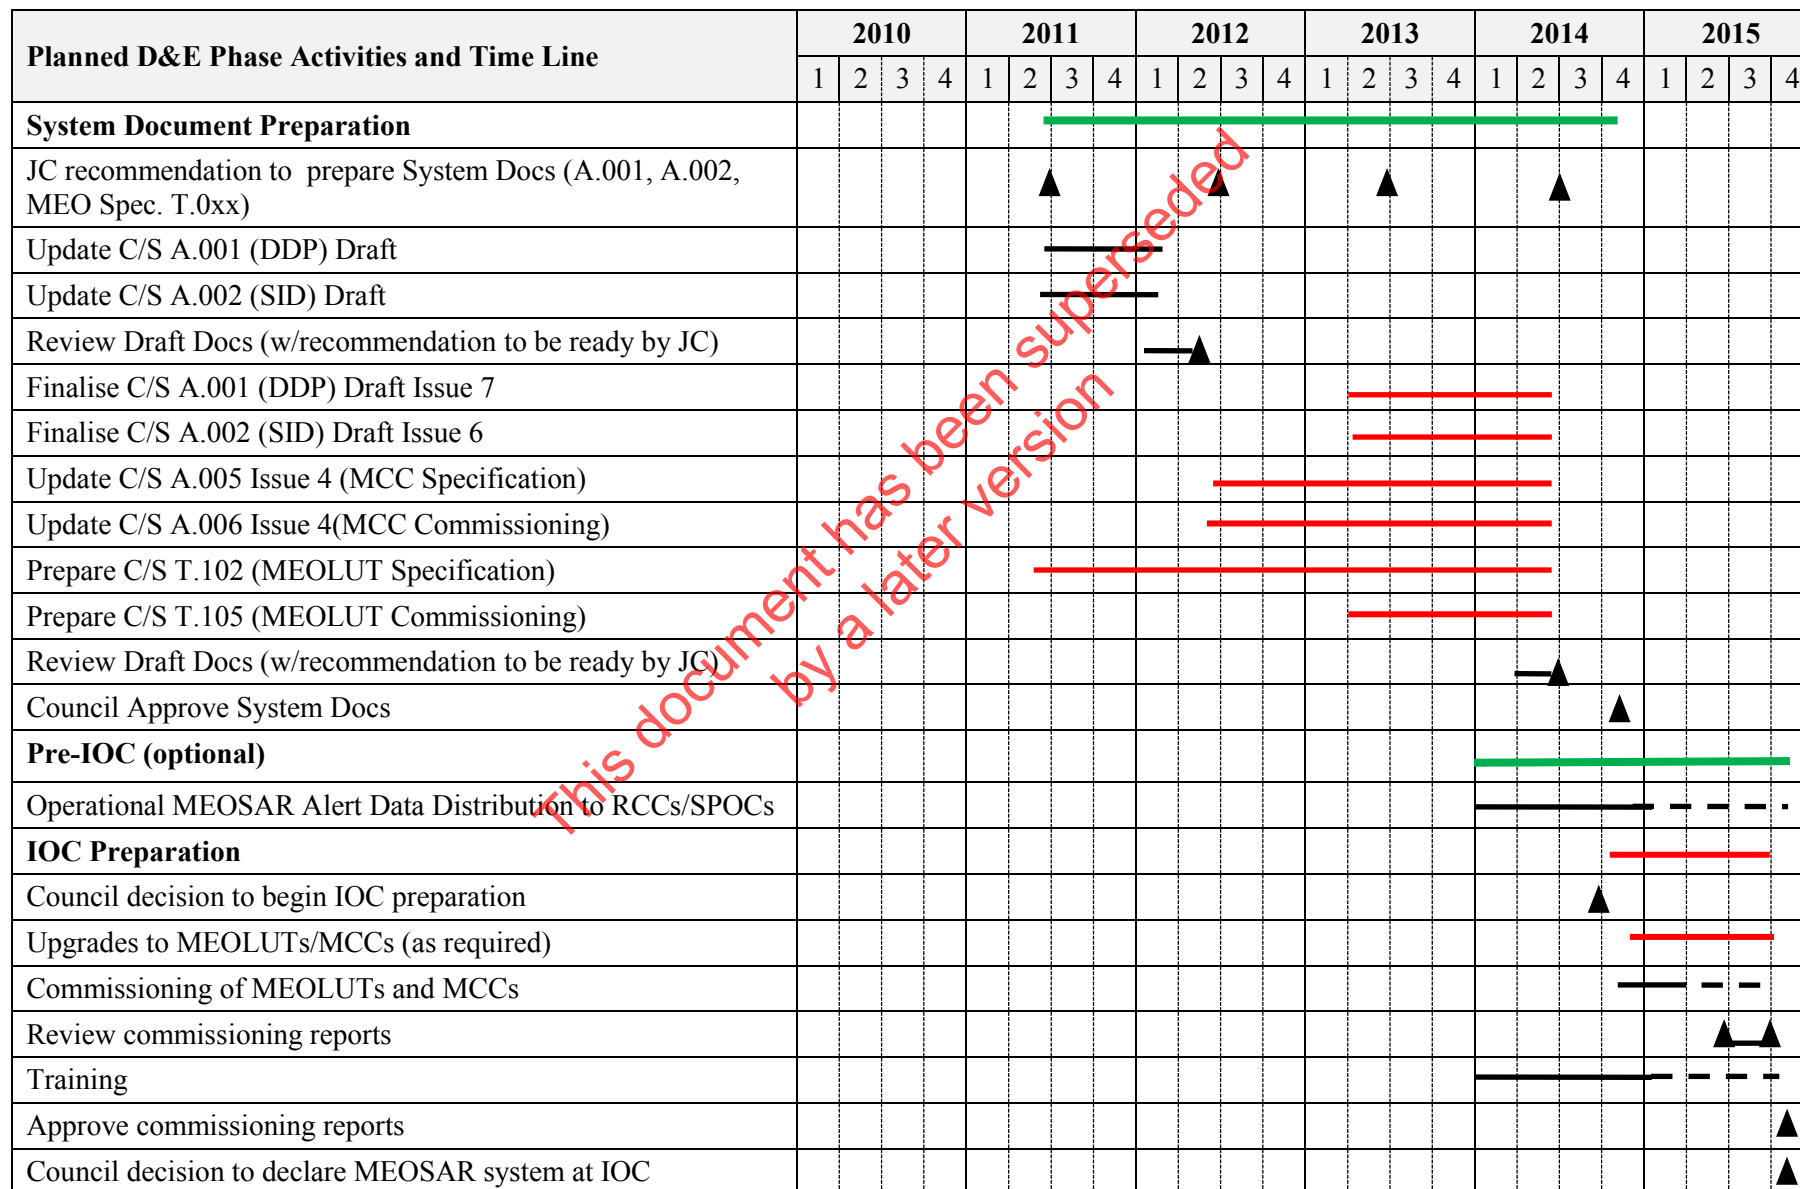 Planned D&E Phase Activities and Time Line
2010 2011 2012 2013 2014 2015
1 2 3 4 1 2 3 4 1 2 3 4 1 2 3 4 1 2 3 4 1 2 3 4
System Document Preparation
JC recommendation to prepare System Docs (A.001, A.002,
MEO Spec. T.0xx)
Update C/S A.001 (DDP) Draft
Update C/S A.002 (SID) Draft
Review Draft Docs (w/recommendation to be ready by JC)
Finalise C/S A.001 (DDP) Draft Issue 7
Finalise C/S A.002 (SID) Draft Issue 6
Update C/S A.005 Issue 4 (MCC Specification)
Update C/S A.006 Issue 4(MCC Commissioning)
Prepare C/S T.102 (MEOLUT Specification)
Prepare C/S T.105 (MEOLUT Commissioning)
Review Draft Docs (w/recommendation to be ready by JC)
Council Approve System Docs
Pre-IOC (optional)
Operational MEOSAR Alert Data Distribution to RCCs/SPOCs
IOC Preparation
Council decision to begin IOC preparation
Upgrades to MEOLUTs/MCCs (as required)
Commissioning of MEOLUTs and MCCs
Review commissioning reports
Training
Approve commissioning reports
Council decision to declare MEOSAR system at IOC
This document has been superseded
by a later version